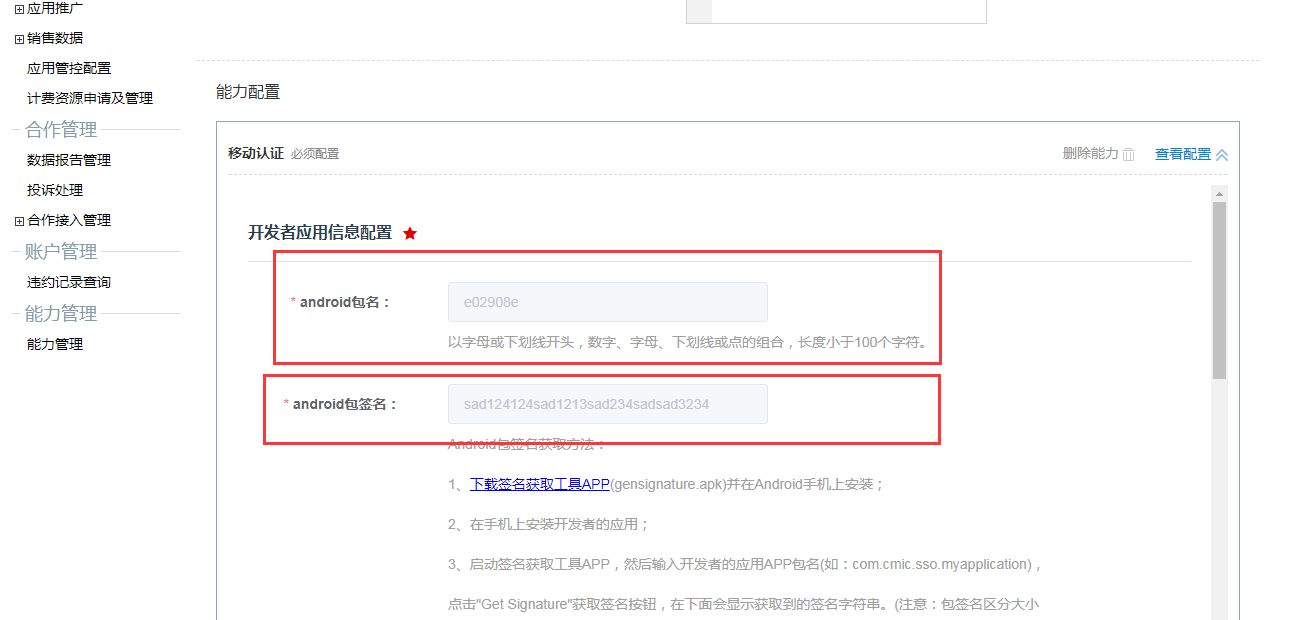 应用推广
销售数据
应用管控配置
计费资源申请及管理
合作管理
数据报告管理
投诉处理
合作接入管理
账户管理
违约记录查询
能力管理
能力管理
能力配置
移动认证 必须配置 删除能力 查看配置
开发者应用信息配置
* android包名： e02908e
以字母或下划线开头，数字、字母、下划线或点的组合，长度小于100个字符。
* android包签名： sad124124sad1213sad234sadsad3234
Android包签名获取方法：
1、下载签名获取工具APP(gensignature.apk)并在Android手机上安装；
2、在手机上安装开发者的应用；
3、启动签名获取工具APP，然后输入开发者的应用APP包名(如：com.cmic.sso.myapplication)，
点击"Get Signature"获取签名按钮，在下面会显示获取到的签名字符串。(注意：包签名区分大小